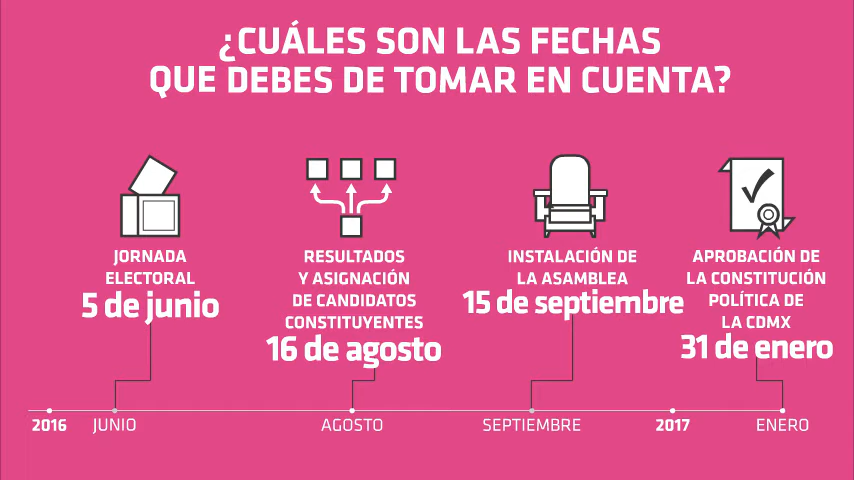 ¿CUÁLES SON LAS FECHAS
QUE DEBES DE TOMAR EN CUENTA?
JORNADA
ELECTORAL
5 de junio
RESULTADOS
Y ASIGNACIÓN
DE CANDIDATOS
CONSTITUYENTES
16 de agosto
INSTALACIÓN DE
LA ASAMBLEA
15 de septiembre
APROBACIÓN DE
LA CONSTITUCIÓN
POLÍTICA DE
LA CDMX
31 de enero
2016 JUNIO AGOSTO SEPTIEMBRE 2017 ENERO